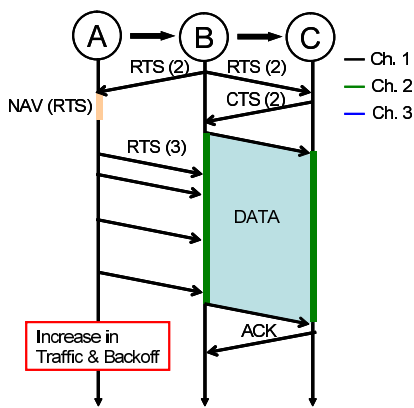 A
B
C
RTS (2)
RTS (2)
Ch. 1
Ch. 2
Ch. 3
NAV (RTS)
CTS (2)
RTS (3)
DATA
Increase in
Traffic & Backoff
ACK